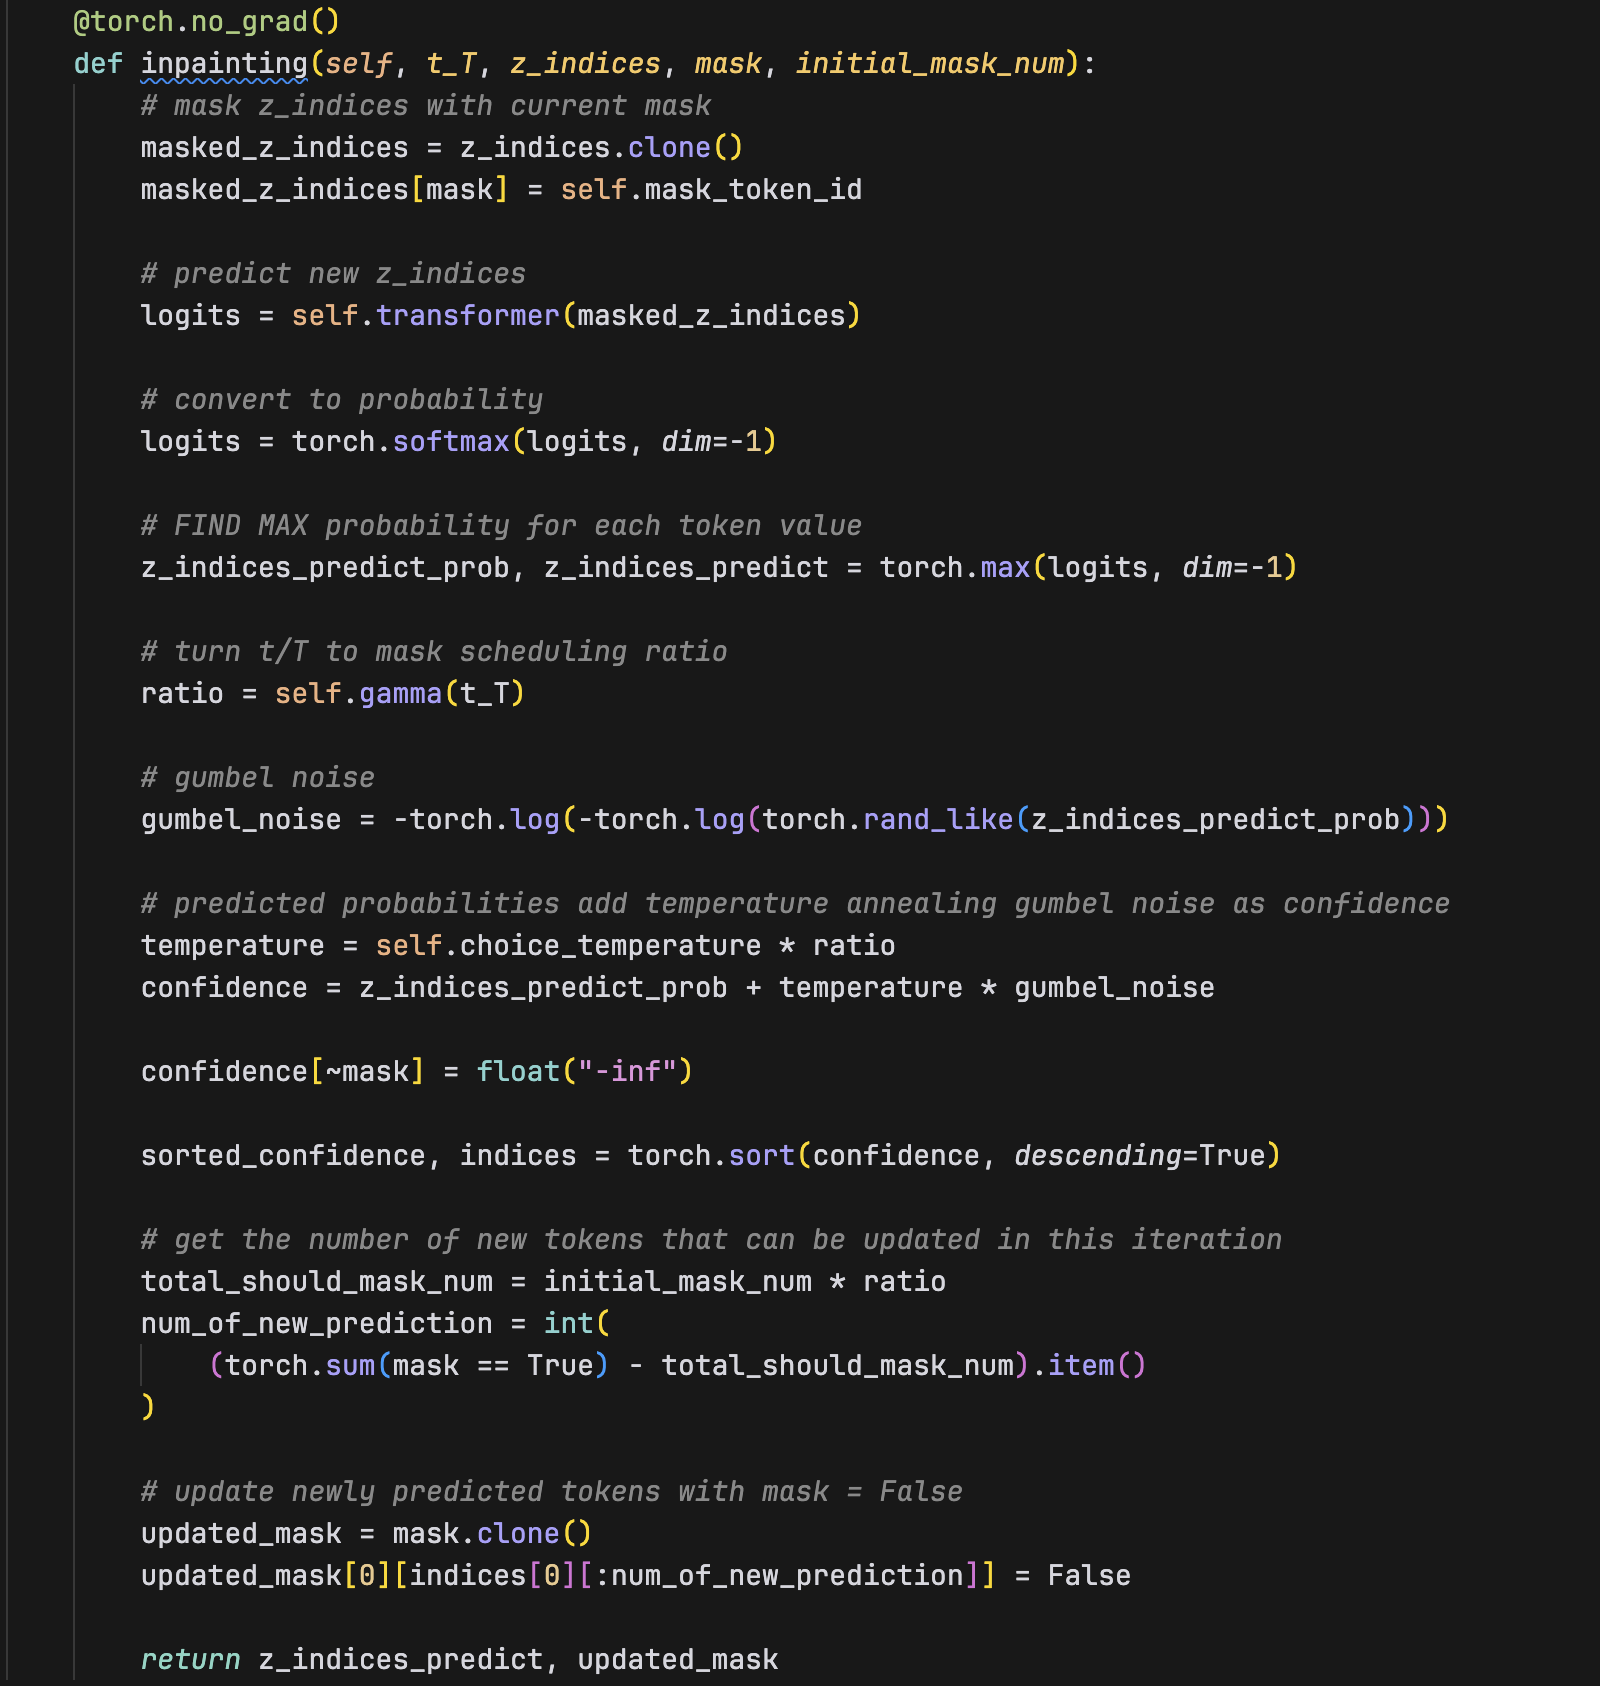 @torch.no_grad()
def inpainting(self, t_T, z_indices, mask, initial_mask_num):
    # mask z_indices with current mask
    masked_z_indices = z_indices.clone()
    masked_z_indices[mask] = self.mask_token_id

    # predict new z_indices
    logits = self.transformer(masked_z_indices)

    # convert to probability
    logits = torch.softmax(logits, dim=-1)

    # FIND MAX probability for each token value
    z_indices_predict_prob, z_indices_predict = torch.max(logits, dim=-1)

    # turn t/T to mask scheduling ratio
    ratio = self.gamma(t_T)

    # gumbel noise
    gumbel_noise = -torch.log(-torch.log(torch.rand_like(z_indices_predict_prob)))

    # predicted probabilities add temperature annealing gumbel noise as confidence
    temperature = self.choice_temperature * ratio
    confidence = z_indices_predict_prob + temperature * gumbel_noise

    confidence[~mask] = float("-inf")

    sorted_confidence, indices = torch.sort(confidence, descending=True)

    # get the number of new tokens that can be updated in this iteration
    total_should_mask_num = initial_mask_num * ratio
    num_of_new_prediction = int(
        (torch.sum(mask == True) - total_should_mask_num).item()
    )

    # update newly predicted tokens with mask = False
    updated_mask = mask.clone()
    updated_mask[0][indices[0][:num_of_new_prediction]] = False

    return z_indices_predict, updated_mask